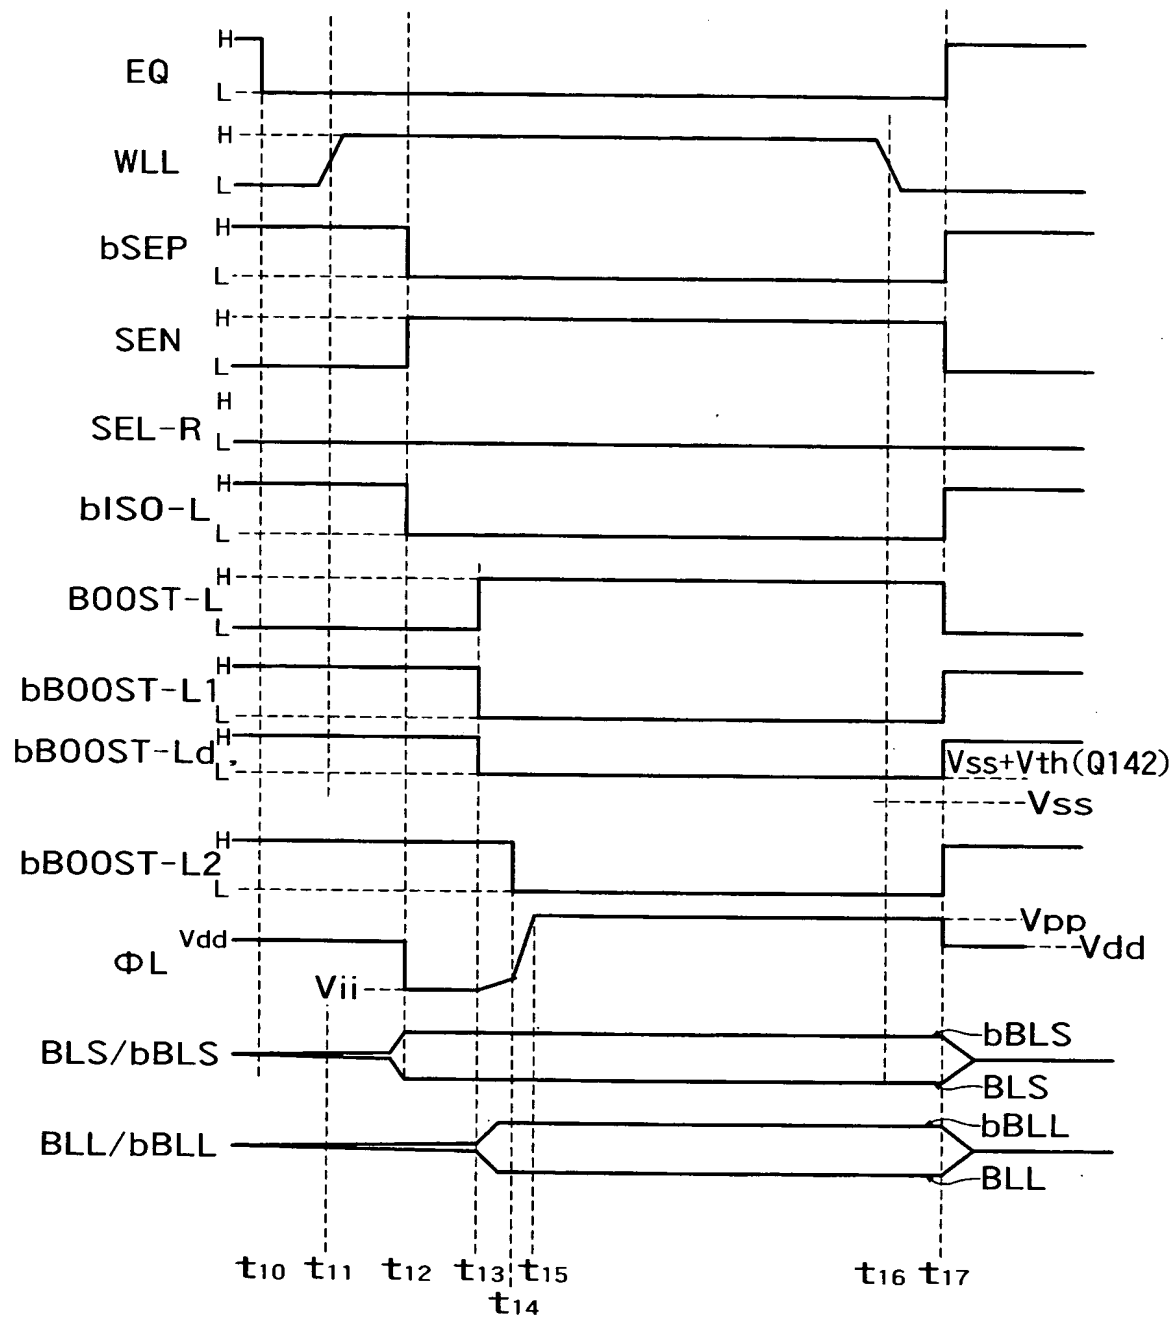 H
EQ
L
H
WLL
L
H
bSEP
L
H
SEN
L
H
SEL-R
L
H
bISO-L
L
H
BOOST-L
L
H
bBOOST-L1
L
H
bBOOST-Ld
L
Vss+Vth(Q142)
Vss
H
bBOOST-L2
L
Vpp
Vdd
Vdd
ΦL
Vii
bBLS
BLS/bBLS
BLS
bBLL
BLL/bBLL
BLL
t10 t11 t12 t13 t15 t16 t17
t14